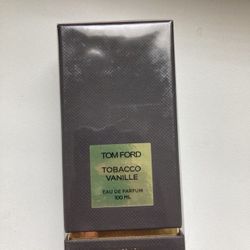 TOM FORD
TOBACCO
VANILLE
EAU DE PARFUM
100 ML